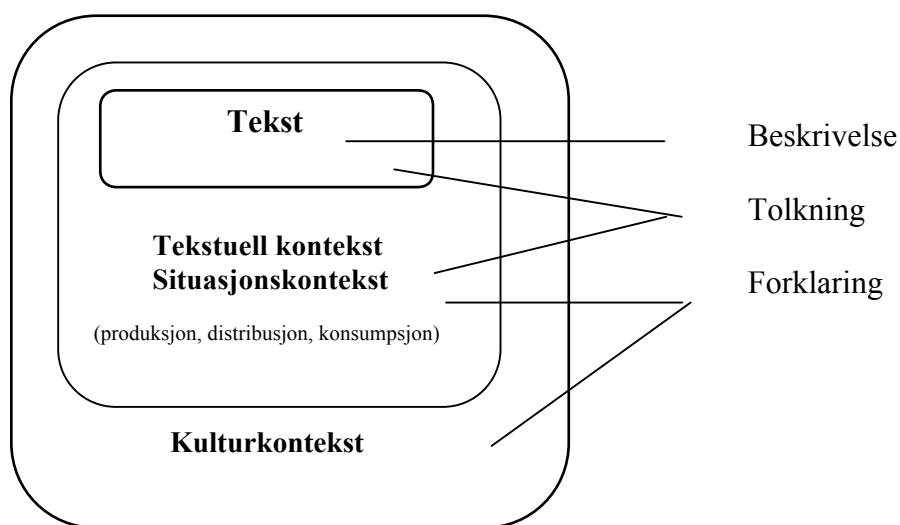 Tekst
Beskrivelse
Tolkning
Tekstuell kontekst
Situasjonskontekst
Forklaring
(produksjon, distribusjon, konsumpsjon)
Kulturkontekst